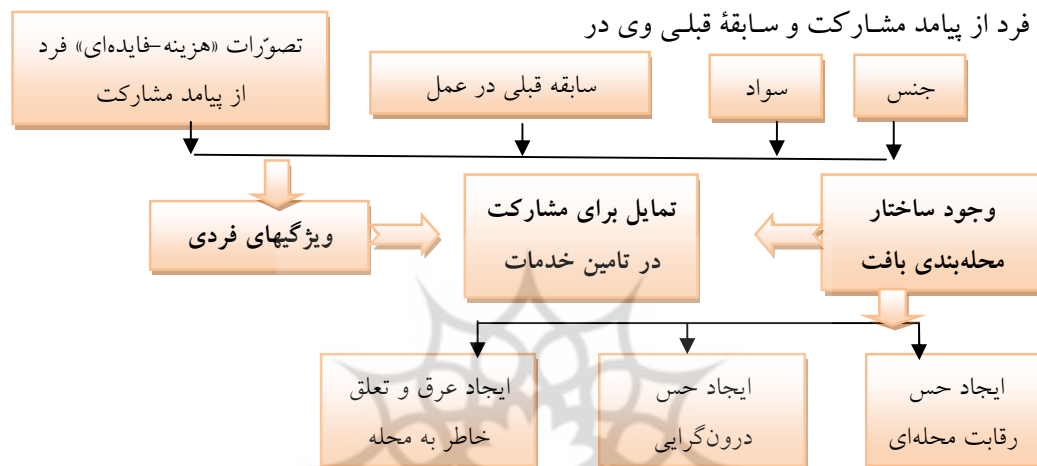 فرد از پیامد مشارکت و سابقهٔ قبلی وی در
جنس
سواد
سابقه قبلی در عمل
تصوّرات «هزینه-فایده‌ای» فرد
از پیامد مشارکت
وجود ساختار
محله‌بندی بافت
تمایل برای مشارکت
در تامین خدمات
ویژگیهای فردی
ایجاد حس
رقابت محله‌ای
ایجاد حس
درون‌گرایی
ایجاد عرق و تعلق
خاطر به محله